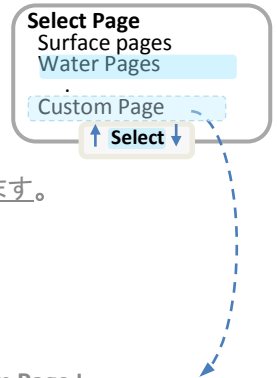 Select Page
Surface pages
Water Pages
.
Custom Page
Select
ます。